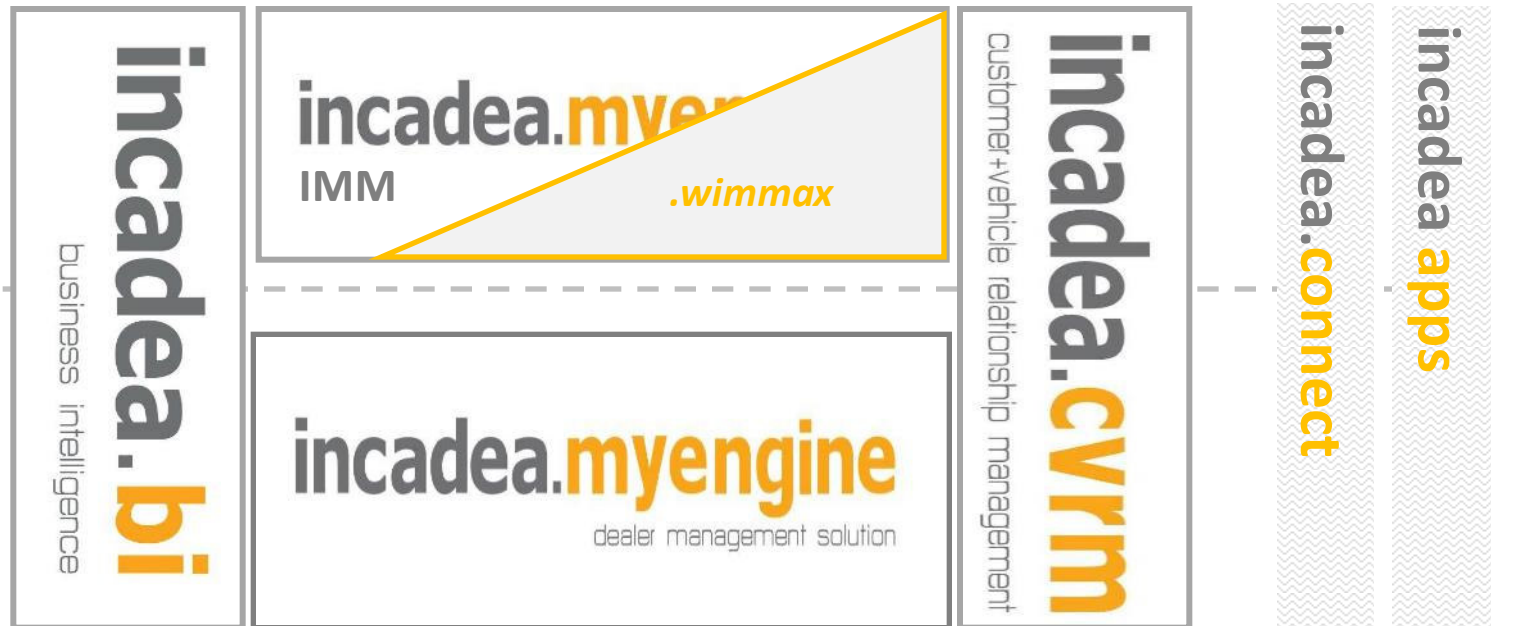 incadea.bi
business intelligence
incadea.mye
IMM
.wimmax
incadea.myengine
dealer management solution
incadea.cvrm
customer+vehicle relationship management
incadea.connect
incadea apps